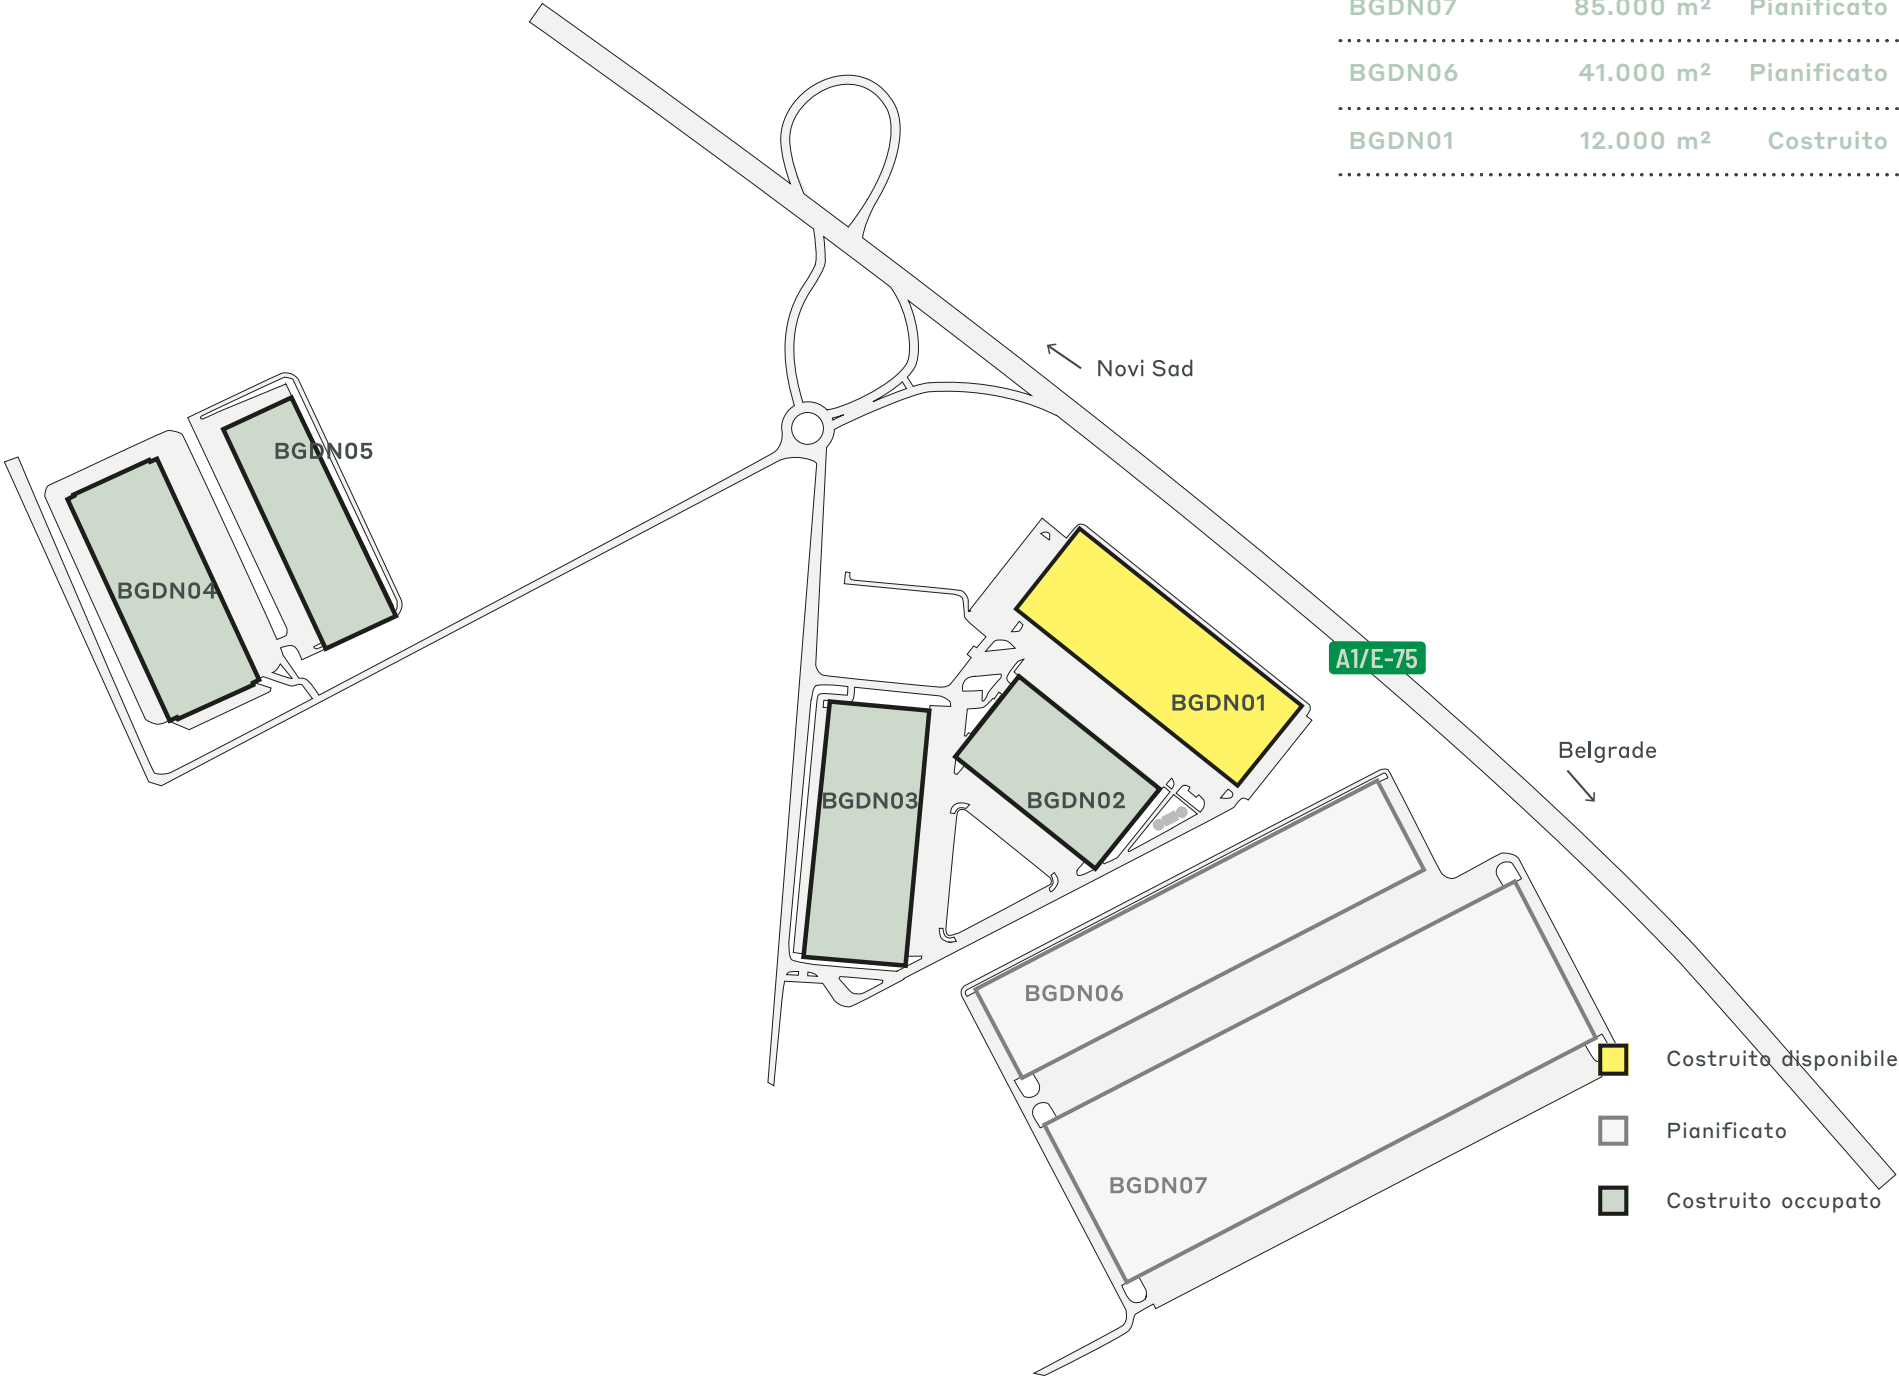 BGDN07 85.000 m² Pianificato
BGDN06 41.000 m² Pianificato
BGDN01 12.000 m² Costruito
Novi Sad
BGDN05
BGDN04
A1/E-75
BGDN01
Belgrade
BGDN03
BGDN02
BGDN06
Costruito disponibile
Pianificato
BGDN07
Costruito occupato